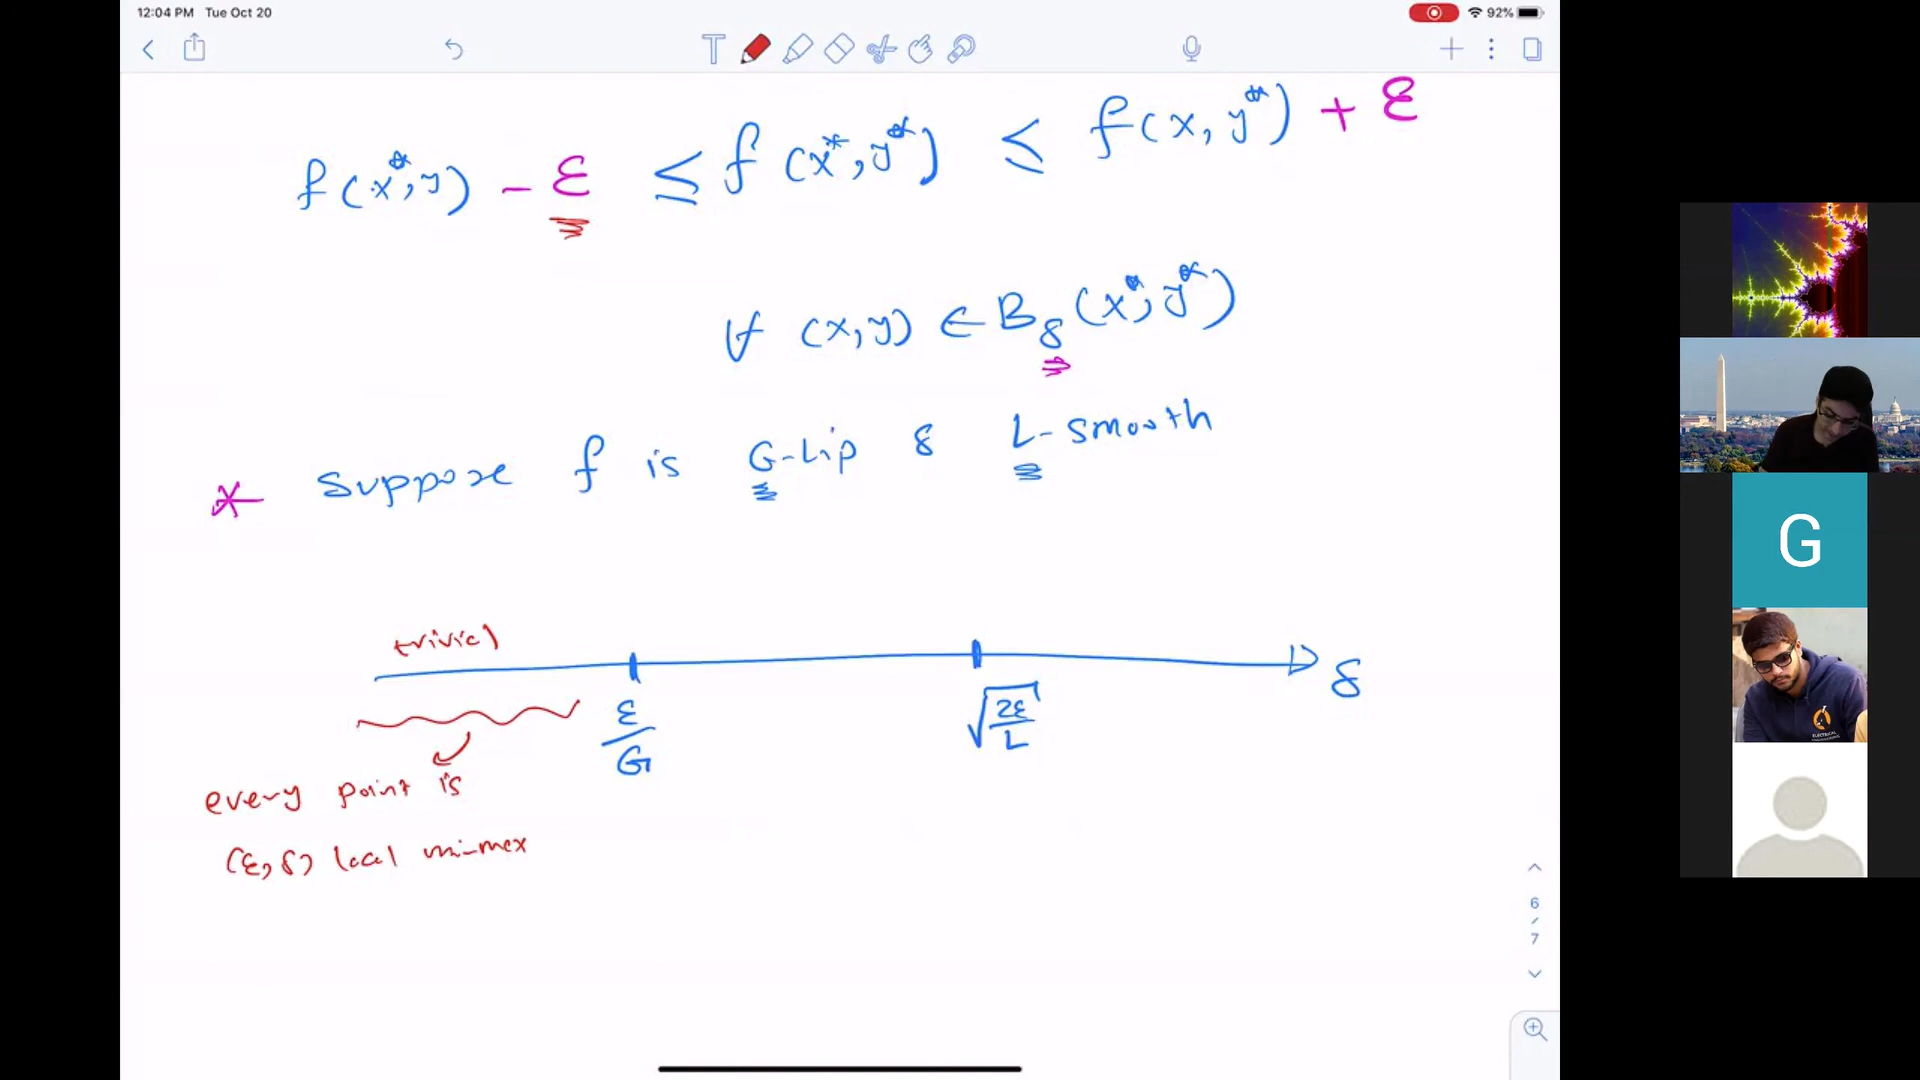 12:04 PM Tue Oct 20
92%
T
f(x*, y) - ε ≤ f(x*, y*) ≤ f(x, y*) + ε
∀ (x, y) ∈ B_δ (x*, y*)
* Suppose f is G-Lip & L-smooth
trivial
ε/G
√(2ε/L)
δ
every point is
(ε, δ) local min-max
6
/
7
G